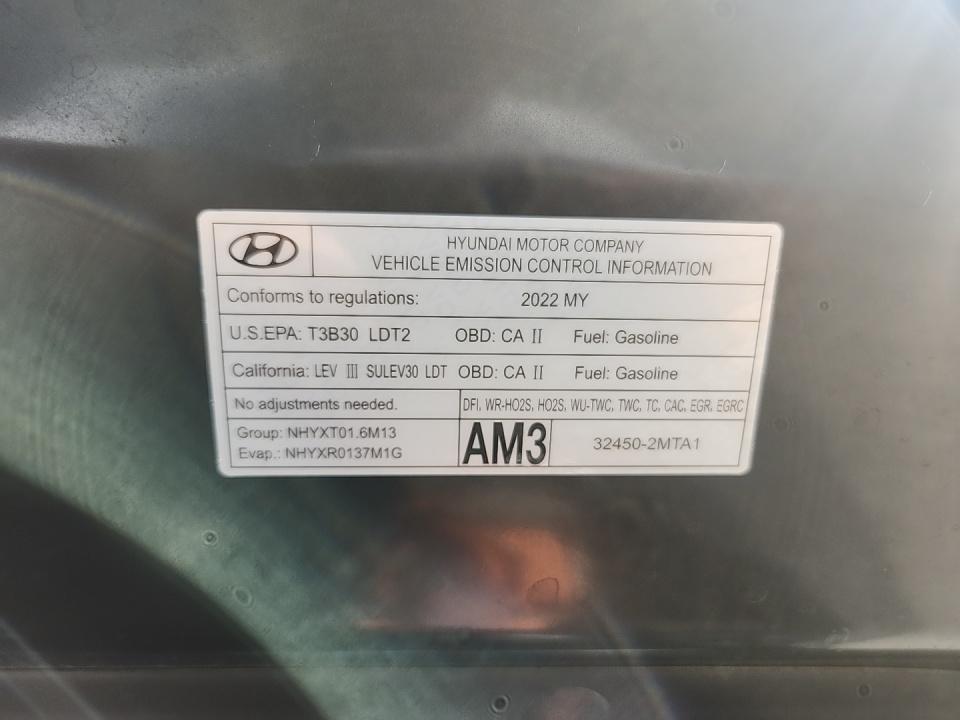 HYUNDAI MOTOR COMPANY
VEHICLE EMISSION CONTROL INFORMATION
Conforms to regulations: 2022 MY
U.S.EPA: T3B30 LDT2 OBD: CA II Fuel: Gasoline
California: LEV III SULEV30 LDT OBD: CA II Fuel: Gasoline
No adjustments needed. DFI, WR-HO2S, HO2S, WU-TWC, TWC, TC, CAC, EGR, EGRC
Group: NHYXT01.6M13
Evap.: NHYXR0137M1G
AM3 32450-2MTA1